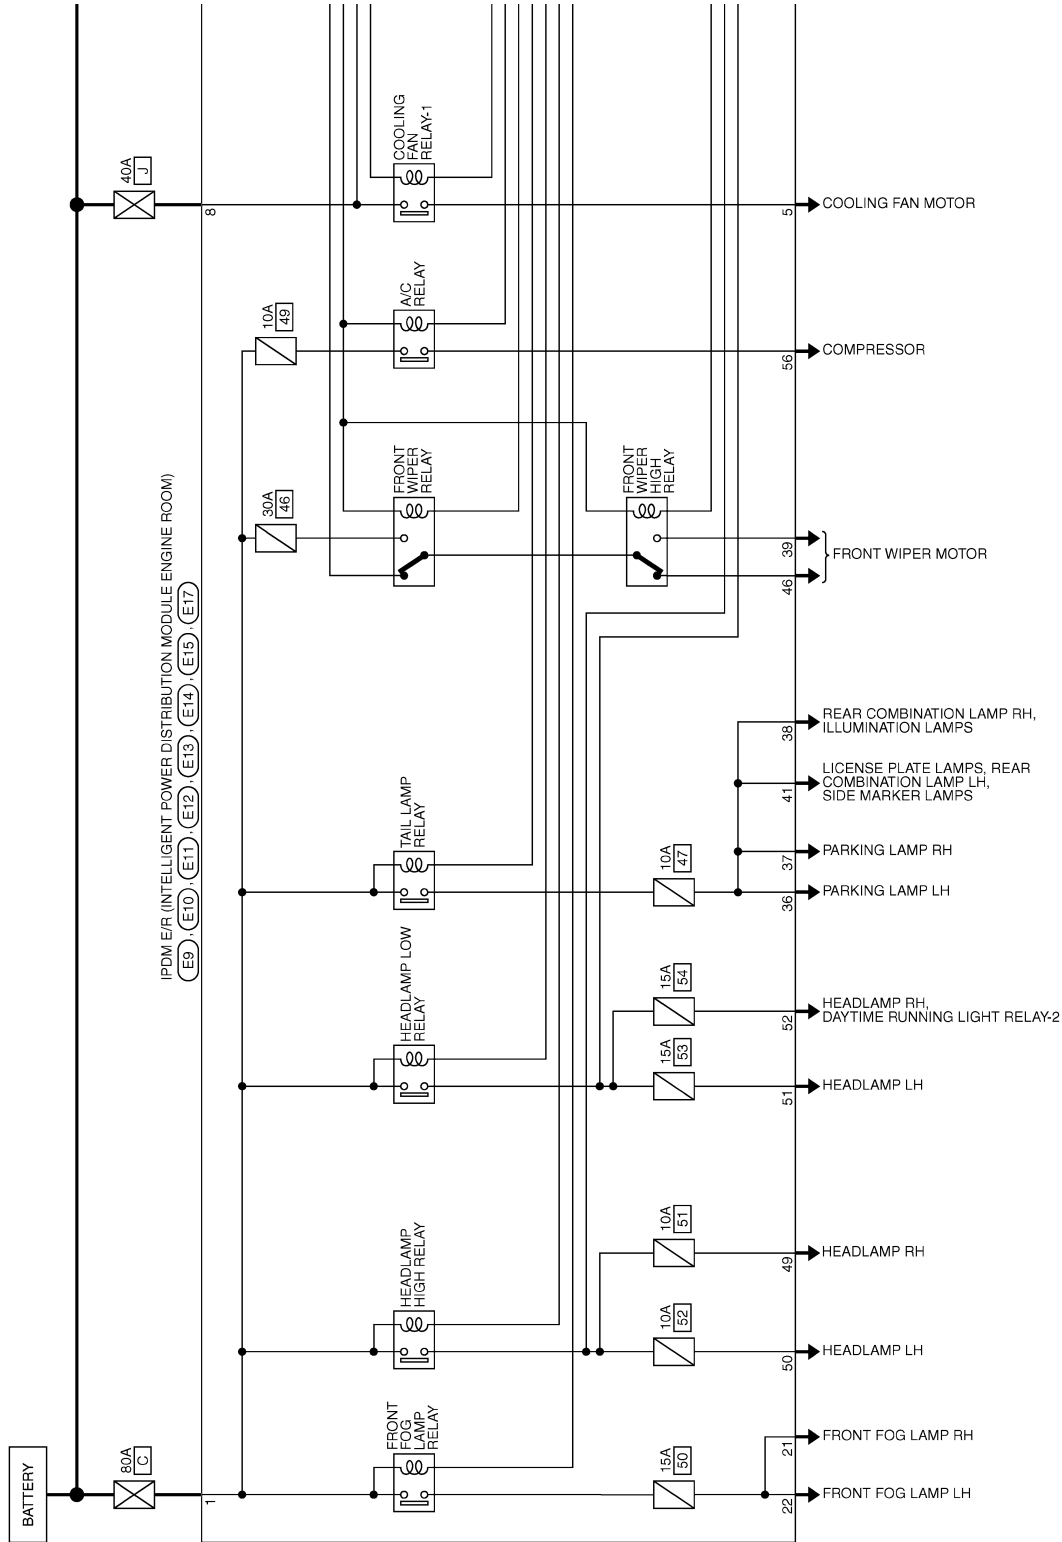 COOLING
FAN
RELAY-1
40A
J
8
5
COOLING FAN MOTOR
A/C
RELAY
10A
49
56
COMPRESSOR
FRONT
WIPER
RELAY
FRONT
WIPER
HIGH
RELAY
30A
46
39
46
FRONT WIPER MOTOR
IPDM E/R (INTELLIGENT POWER DISTRIBUTION MODULE ENGINE ROOM)
E9 , E10 , E11 , E12 , E13 , E14 , E15 , E17
38
REAR COMBINATION LAMP RH,
ILLUMINATION LAMPS
41
LICENSE PLATE LAMPS, REAR
COMBINATION LAMP LH,
SIDE MARKER LAMPS
TAIL LAMP
RELAY
10A
47
37
PARKING LAMP RH
36
PARKING LAMP LH
HEADLAMP LOW
RELAY
15A
54
52
HEADLAMP RH,
DAYTIME RUNNING LIGHT RELAY-2
15A
53
51
HEADLAMP LH
HEADLAMP
HIGH RELAY
10A
51
49
HEADLAMP RH
10A
52
50
HEADLAMP LH
FRONT
FOG
LAMP
RELAY
15A
50
21
FRONT FOG LAMP RH
22
FRONT FOG LAMP LH
BATTERY
80A
C
1